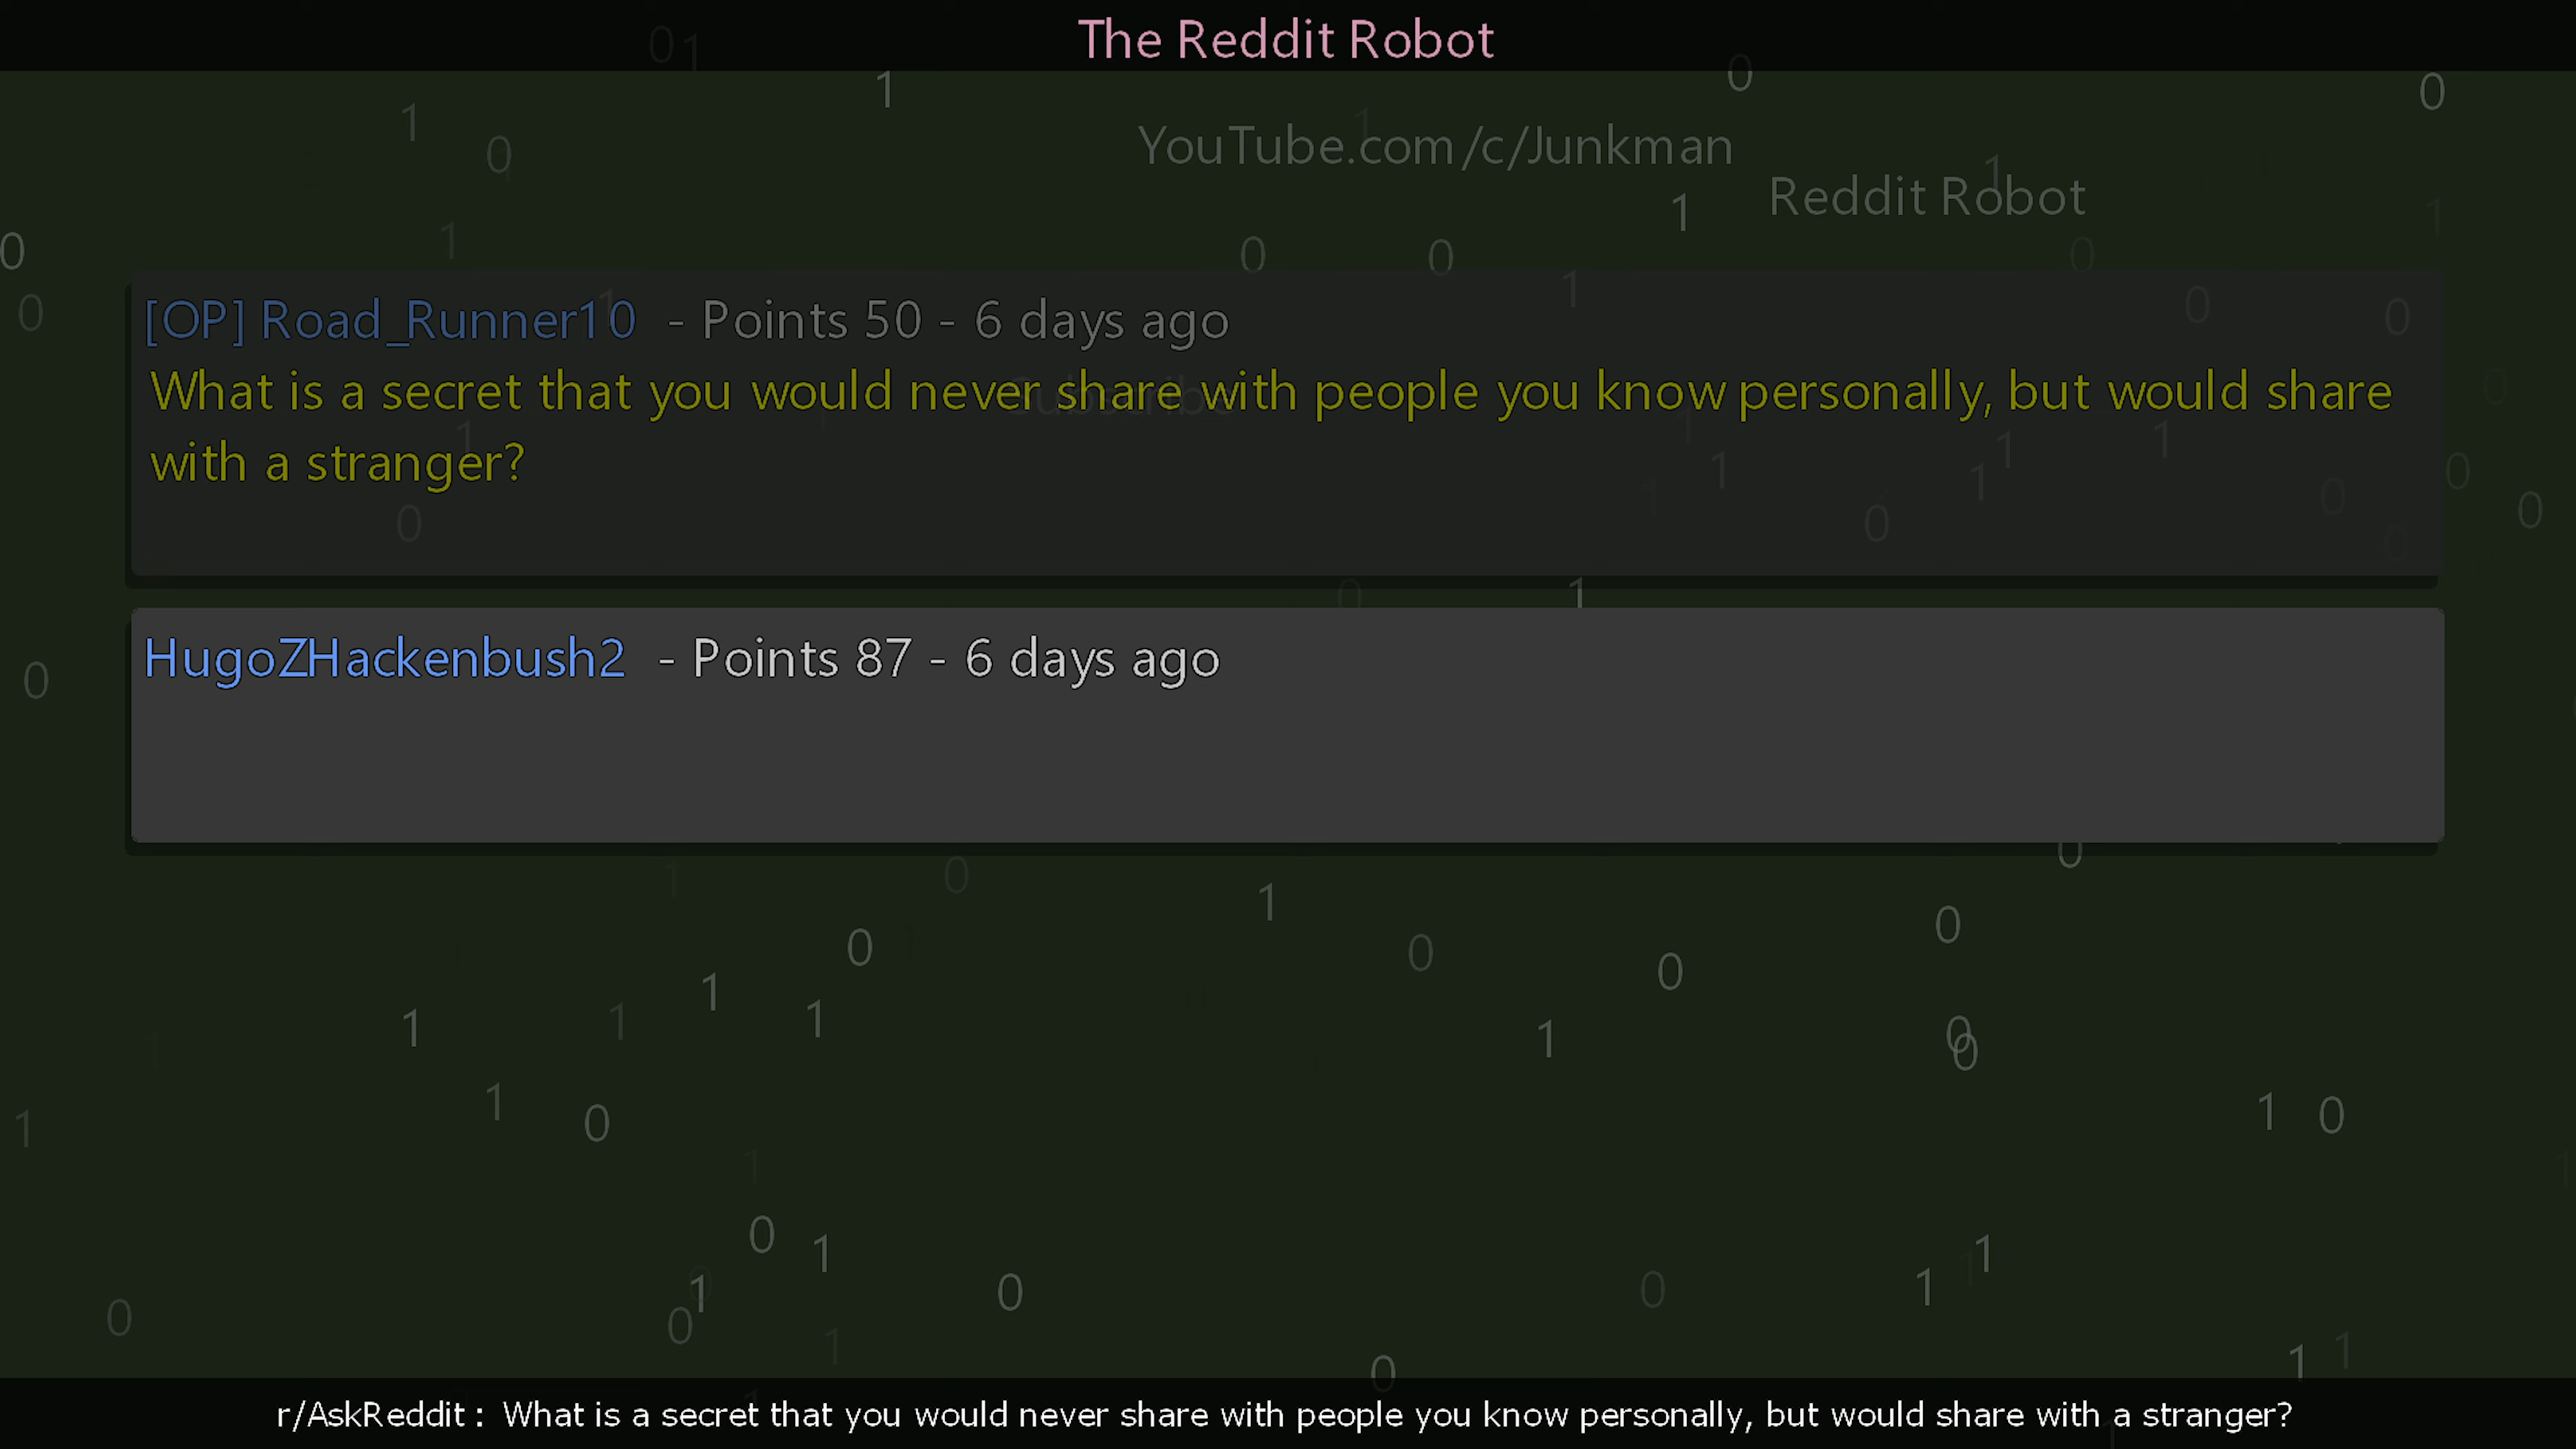 The Reddit Robot
YouTube.com/c/Junkman
Reddit Robot
[OP] Road_Runner10 - Points 50 - 6 days ago
What is a secret that you would never share with people you know personally, but would share
with a stranger?
Subscribe
HugoZHackenbush2 - Points 87 - 6 days ago
r/AskReddit : What is a secret that you would never share with people you know personally, but would share with a stranger?